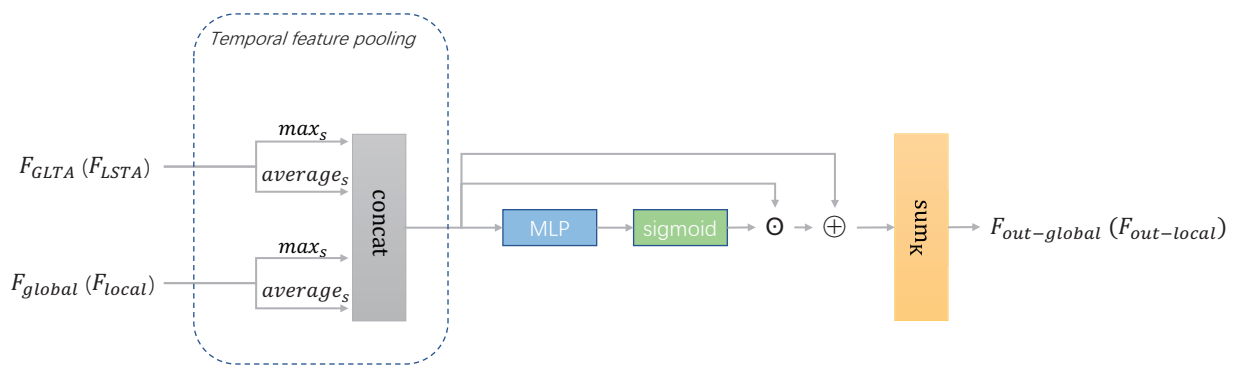 Temporal feature pooling
max_s
F_GLTA (F_LSTA)
average_s
concat
max_s
F_global (F_local)
average_s
MLP
sigmoid
⊙
⊕
sum_K
F_out−global (F_out−local)